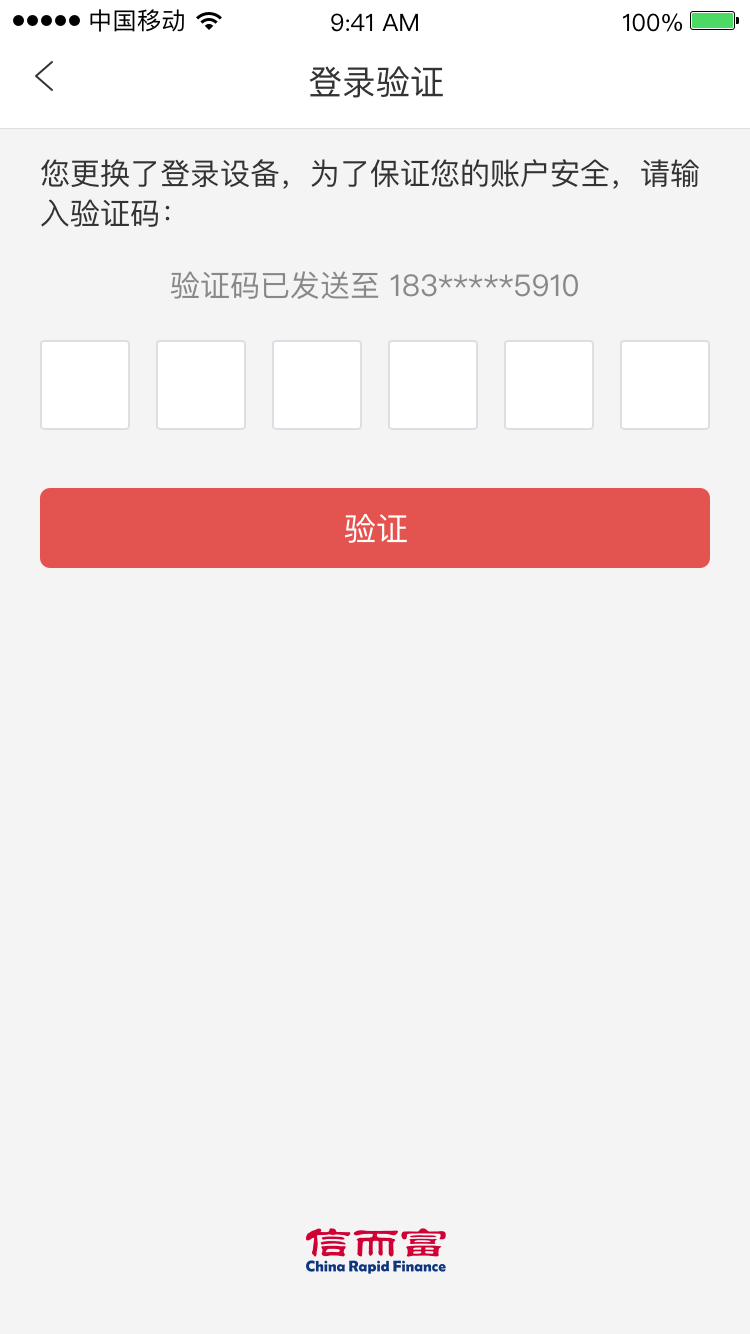 中国移动
9:41 AM
100%
登录验证
您更换了登录设备，为了保证您的账户安全，请输
入验证码：
验证码已发送至 183*****5910
验证
信而富
China Rapid Finance